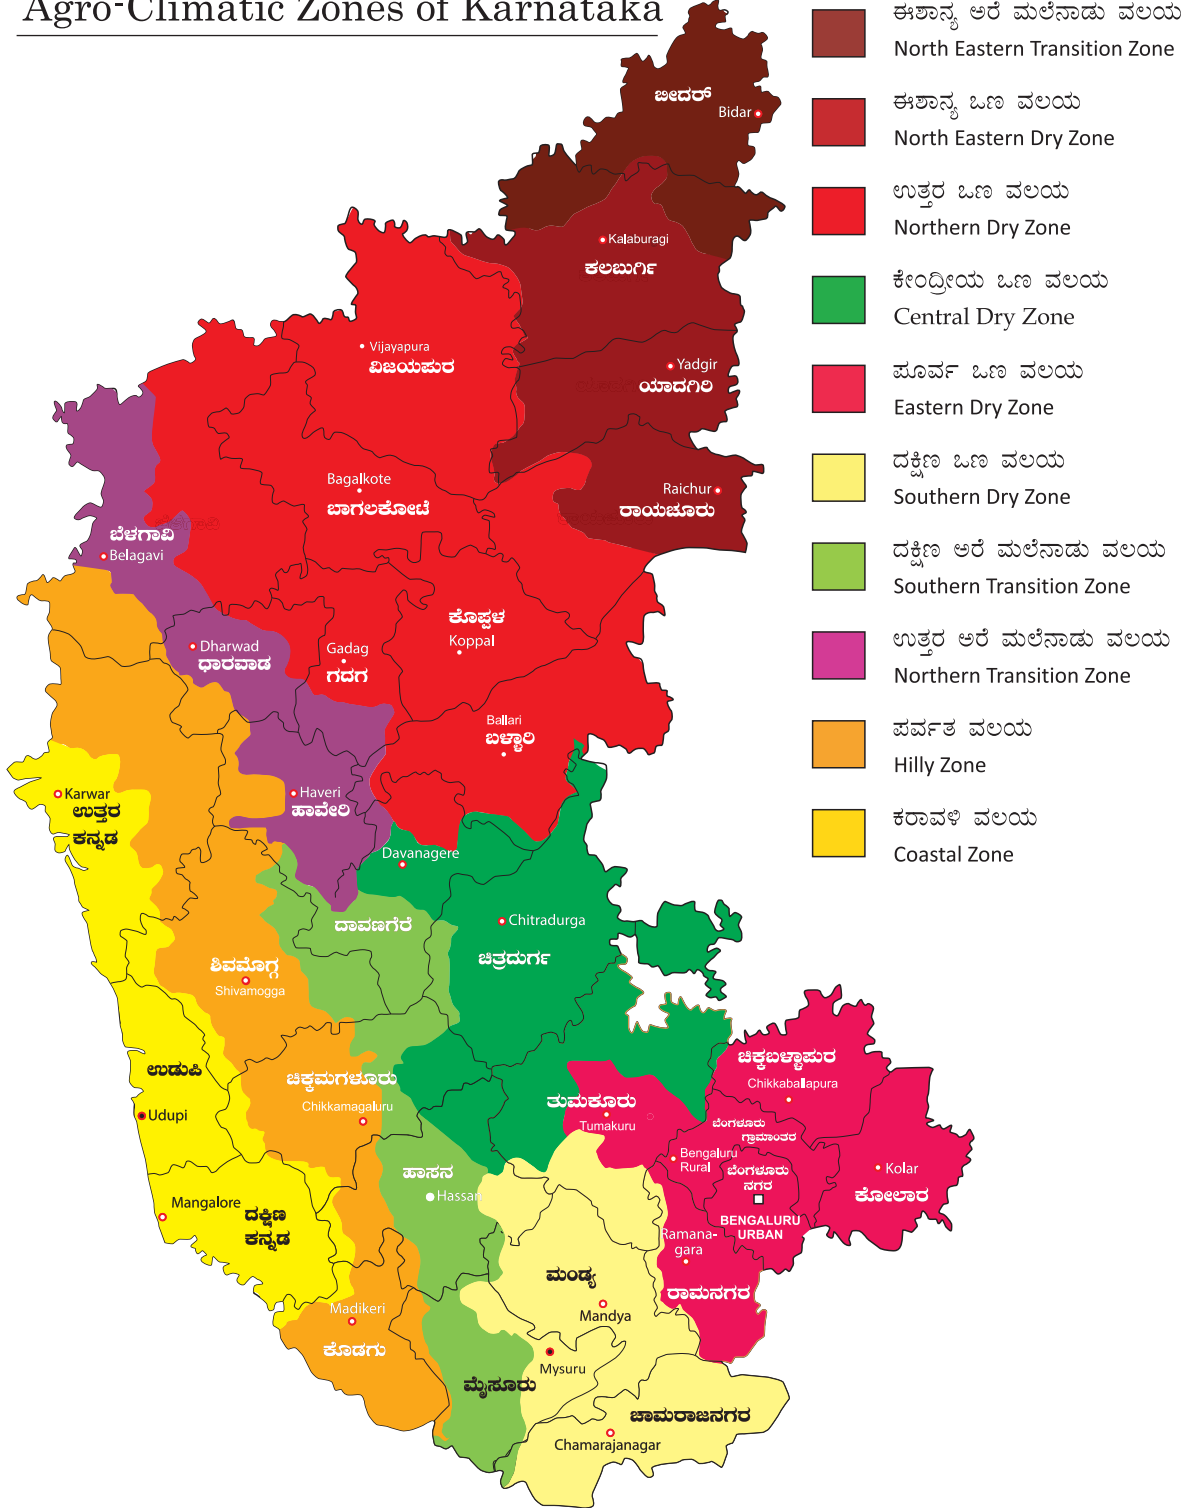 Agro-Climatic Zones of Karnataka
ಈಶಾನ್ಯ ಅರೆ ಮಲೆನಾಡು ವಲಯ
North Eastern Transition Zone
ಈಶಾನ್ಯ ಒಣ ವಲಯ
North Eastern Dry Zone
ಉತ್ತರ ಒಣ ವಲಯ
Northern Dry Zone
ಕೇಂದ್ರೀಯ ಒಣ ವಲಯ
Central Dry Zone
ಪೂರ್ವ ಒಣ ವಲಯ
Eastern Dry Zone
ದಕ್ಷಿಣ ಒಣ ವಲಯ
Southern Dry Zone
ದಕ್ಷಿಣ ಅರೆ ಮಲೆನಾಡು ವಲಯ
Southern Transition Zone
ಉತ್ತರ ಅರೆ ಮಲೆನಾಡು ವಲಯ
Northern Transition Zone
ಪರ್ವತ ವಲಯ
Hilly Zone
ಕರಾವಳಿ ವಲಯ
Coastal Zone
ಬೀದರ್
Bidar
Kalaburagi
ಕಲಬುರ್ಗಿ
Vijayapura
ವಿಜಯಪುರ
Yadgir
ಯಾದಗಿರಿ
Bagalkote
ಬಾಗಲಕೋಟೆ
Raichur
ರಾಯಚೂರು
ಬೆಳಗಾವಿ
Belagavi
ಕೊಪ್ಪಳ
Koppal
Dharwad
ಧಾರವಾಡ
Gadag
ಗದಗ
Ballari
ಬಳ್ಳಾರಿ
Karwar
ಉತ್ತರ
ಕನ್ನಡ
Haveri
ಹಾವೇರಿ
Davanagere
ದಾವಣಗೆರೆ
Chitradurga
ಚಿತ್ರದುರ್ಗ
ಶಿವಮೊಗ್ಗ
Shivamogga
ಉಡುಪಿ
Udupi
ಚಿಕ್ಕಮಗಳೂರು
Chikkamagaluru
ತುಮಕೂರು
Tumakuru
ಚಿಕ್ಕಬಳ್ಳಾಪುರ
Chikkaballapura
ಬೆಂಗಳೂರು
ಗ್ರಾಮಾಂತರ
Bengaluru
Rural
ಬೆಂಗಳೂರು
ನಗರ
BENGALURU
URBAN
Kolar
ಕೋಲಾರ
ಹಾಸನ
Hassan
Mangalore
ದಕ್ಷಿಣ
ಕನ್ನಡ
Ramana-
gara
ರಾಮನಗರ
ಮಂಡ್ಯ
Mandya
Madikeri
ಕೊಡಗು
Mysuru
ಮೈಸೂರು
ಚಾಮರಾಜನಗರ
Chamarajanagar